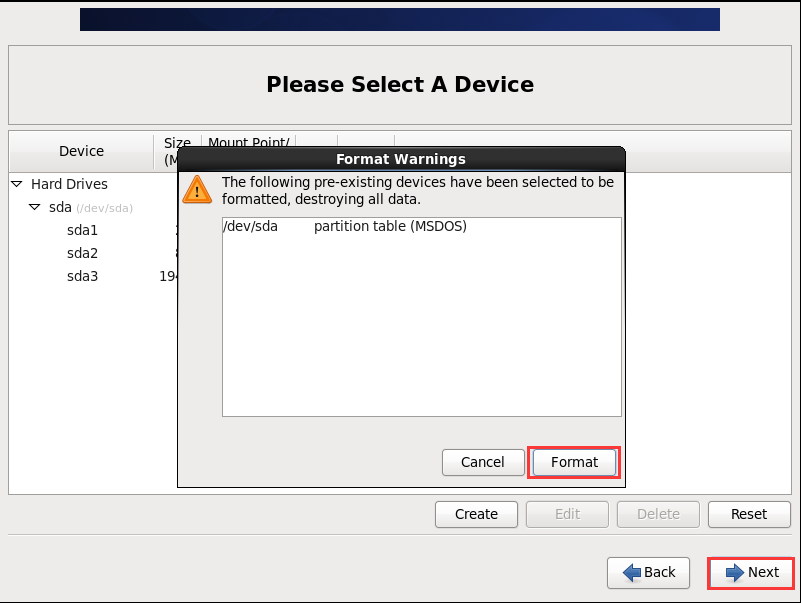 Please Select A Device
Device
Size
Mount Point/
(M
Format Warnings
The following pre-existing devices have been selected to be
formatted, destroying all data.
/dev/sda partition table (MSDOS)
Hard Drives
sda (/dev/sda)
sda1
sda2
sda3 194
Cancel Format
Create Edit Delete Reset
Back Next